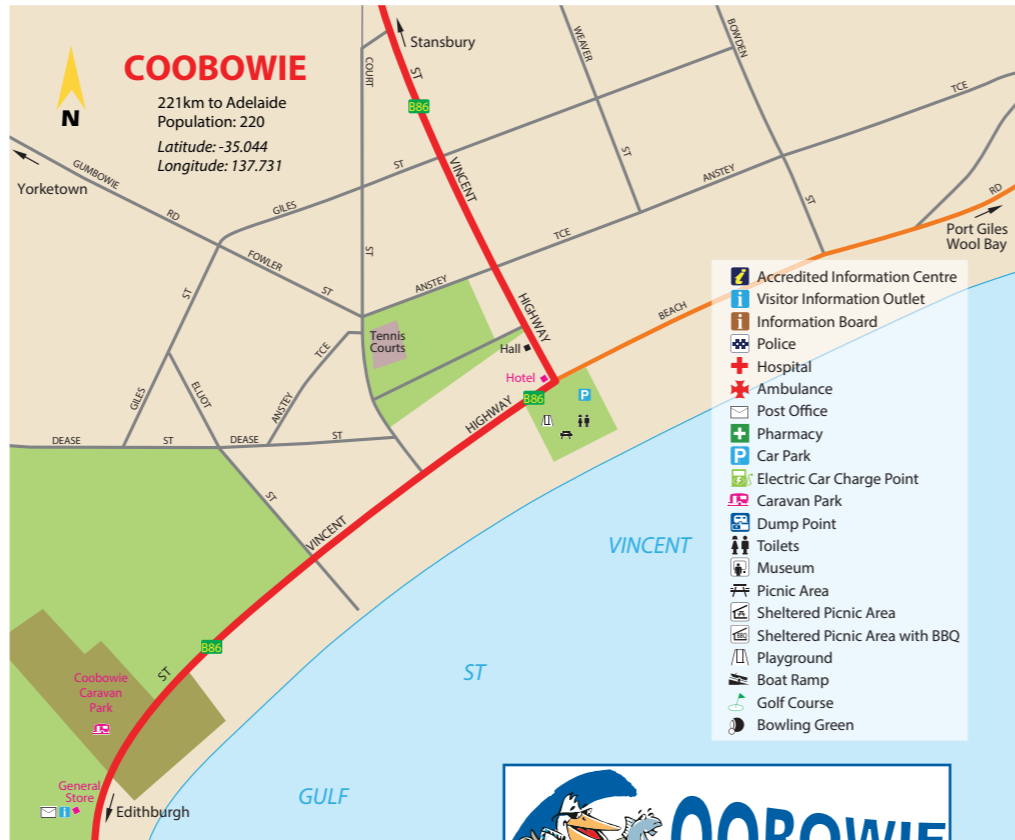 COOBOWIE
221km to Adelaide
Population: 220
Latitude: -35.044
Longitude: 137.731
N
Stansbury
COURT
ST
B86
VINCENT
WEAVER
ST
BOWDEN
ST
TCE
ANSTEY
RD
Port Giles
Wool Bay
Yorketown
GUMBOWIE
RD
GILES
ST
FOWLER
ST
ST
ANSTEY
TCE
HIGHWAY
BEACH
Tennis
Courts
Hall
Hotel
B86
P
HIGHWAY
ST
TCE
ANSTEY
GILES
ELLIOT
DEASE
ST
DEASE
ST
ST
VINCENT
B86
ST
Coobowie
Caravan
Park
General
Store
i
Edithburgh
VINCENT
ST
GULF
i Accredited Information Centre
i Visitor Information Outlet
i Information Board
Police
Hospital
Ambulance
Post Office
Pharmacy
P Car Park
Electric Car Charge Point
Caravan Park
Dump Point
Toilets
Museum
Picnic Area
Sheltered Picnic Area
Sheltered Picnic Area with BBQ
Playground
Boat Ramp
Golf Course
Bowling Green
COOBOWIE